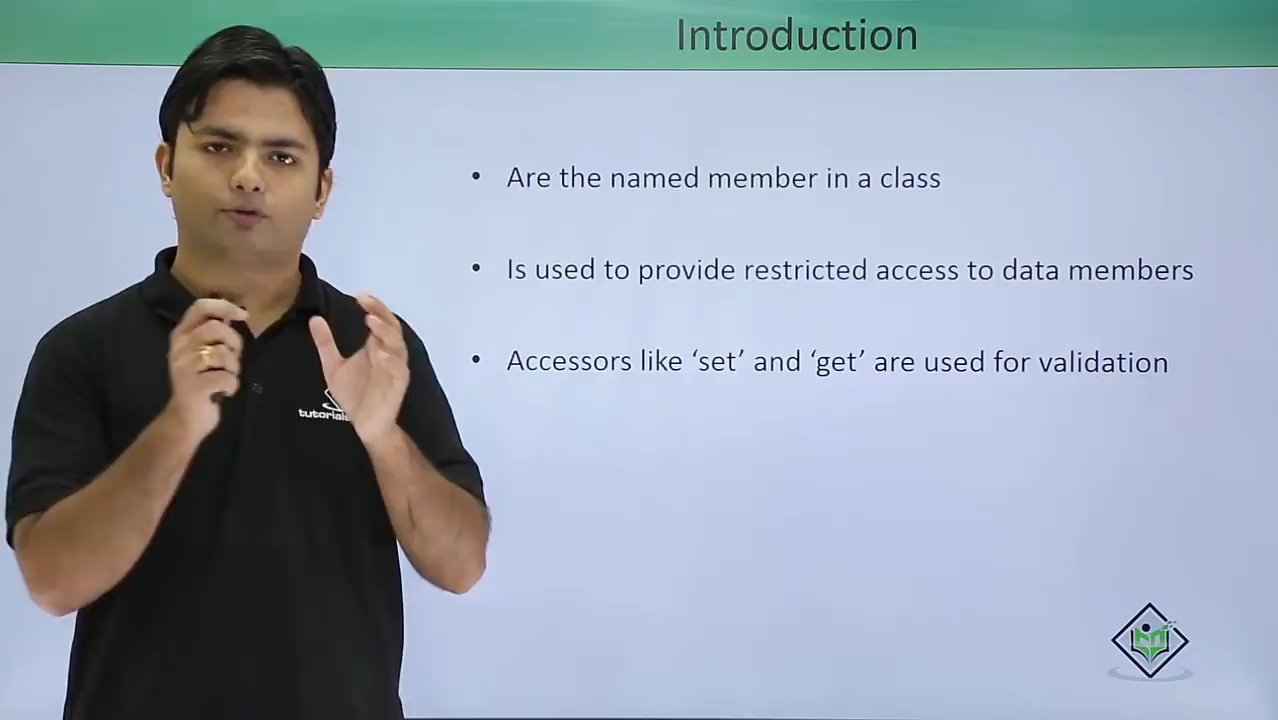 Introduction
• Are the named member in a class
• Is used to provide restricted access to data members
• Accessors like ‘set’ and ‘get’ are used for validation